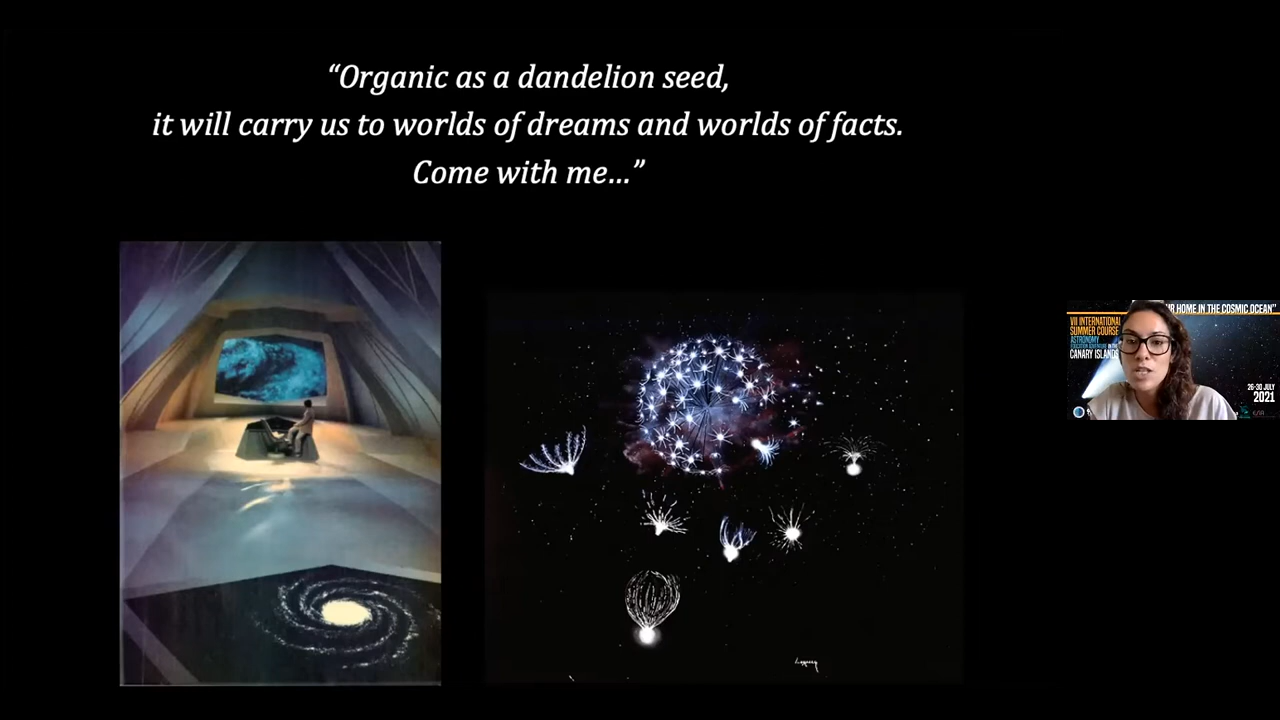 “Organic as a dandelion seed,
it will carry us to worlds of dreams and worlds of facts.
Come with me…”
UR HOME IN THE COSMIC OCEAN"
VII INTERNATIONAL
SUMMER COURSE
ASTRONOMY
CANARY ISLANDS
26-30 JULY
2021